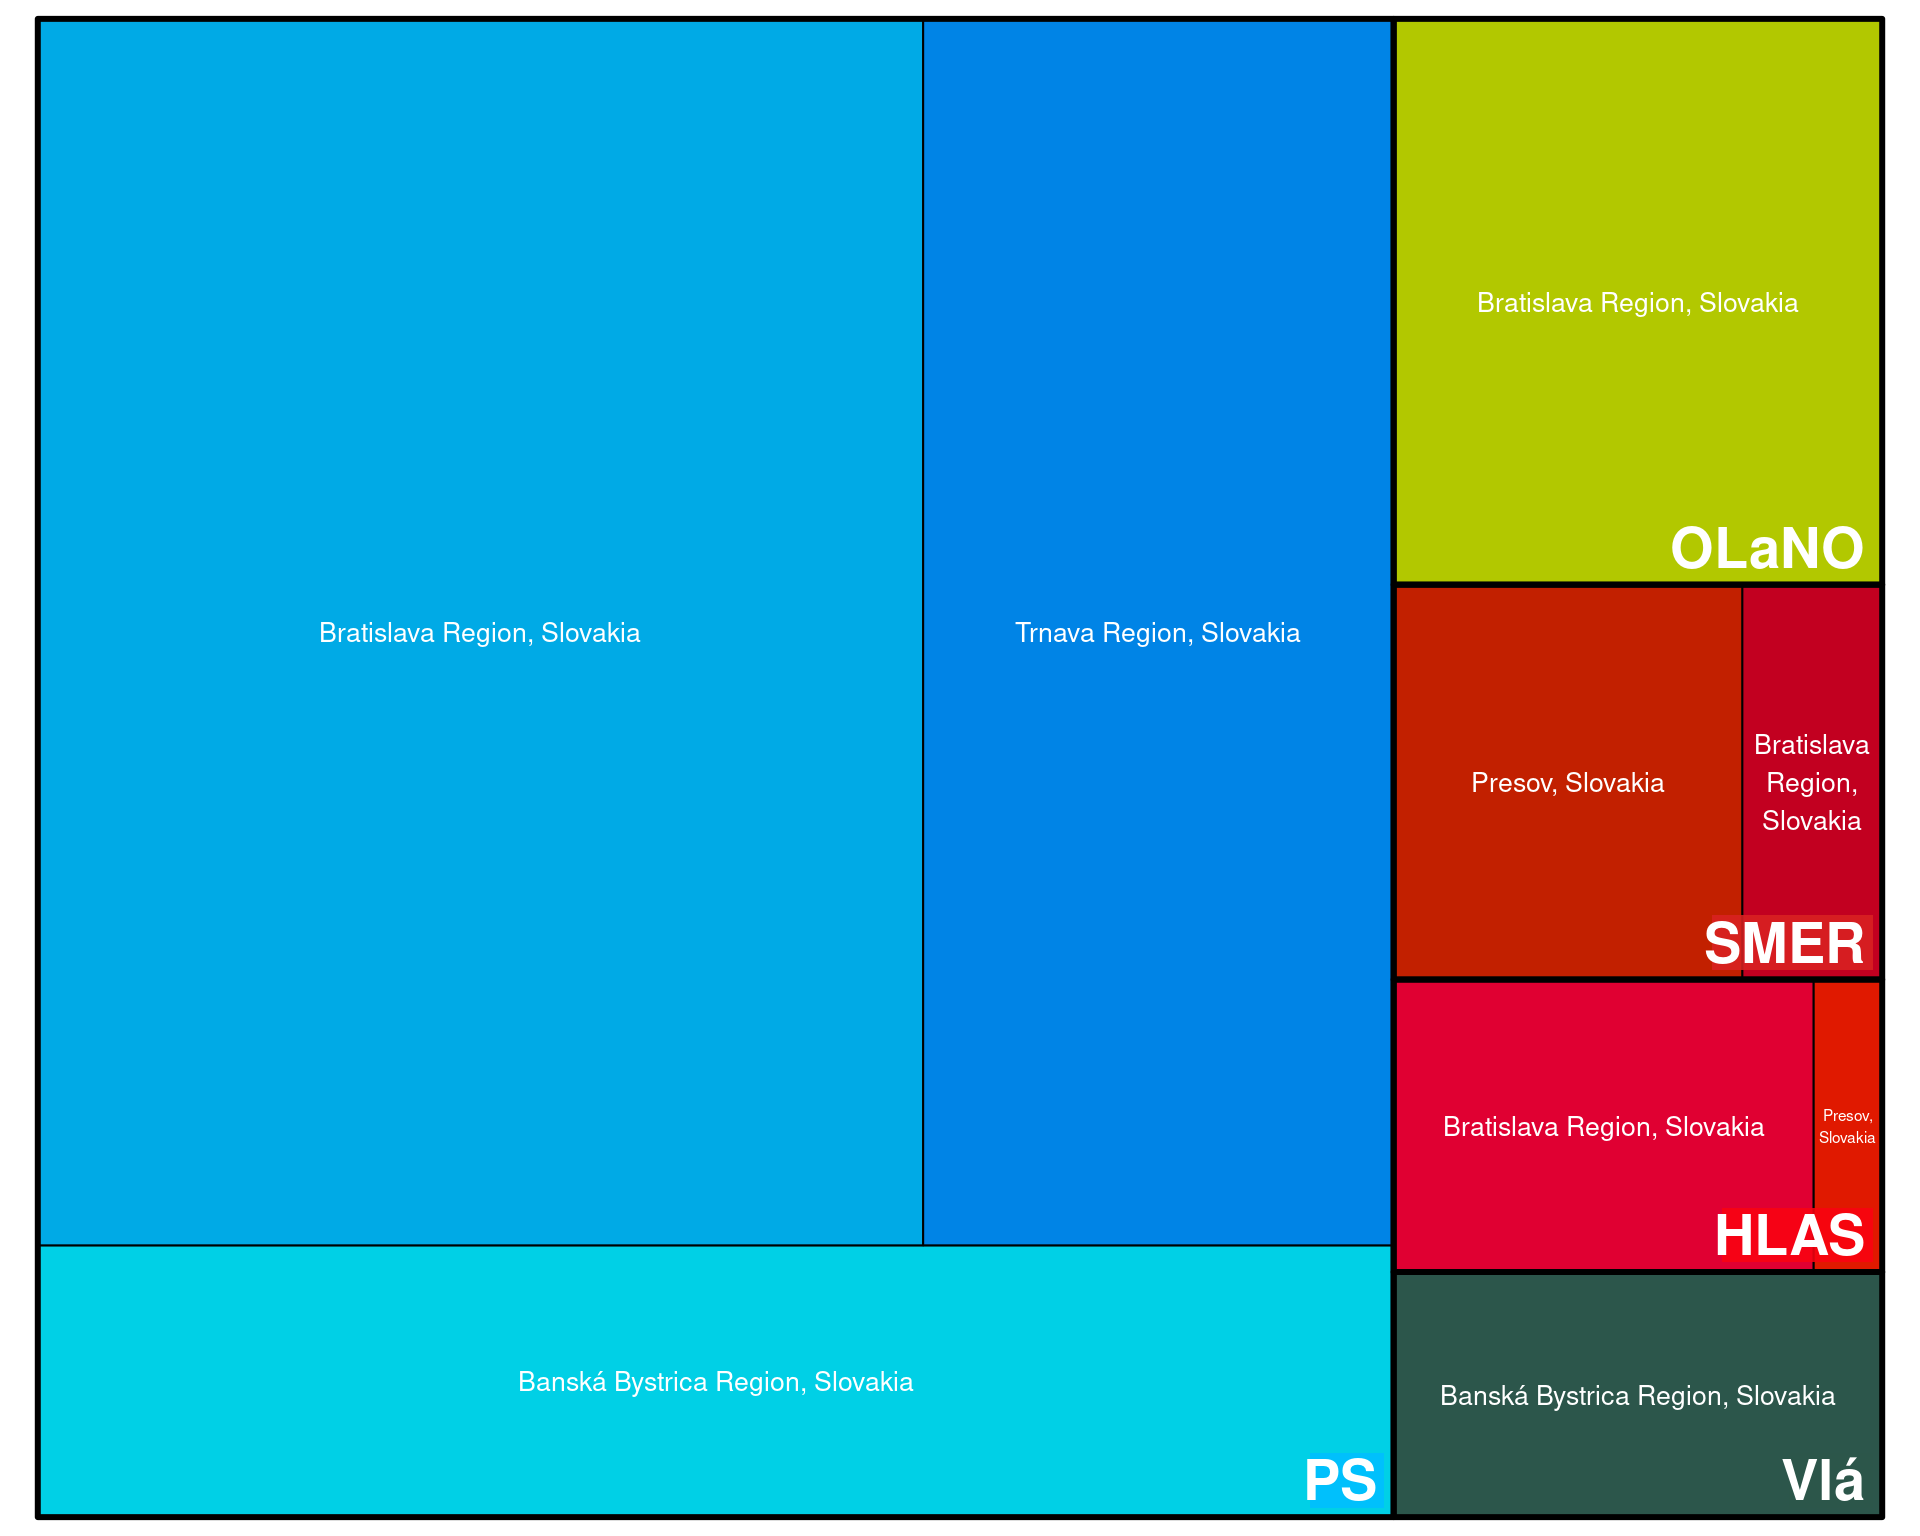 Bratislava Region, Slovakia
Trnava Region, Slovakia
Banská Bystrica Region, Slovakia
PS
Bratislava Region, Slovakia
OLaNO
Presov, Slovakia
Bratislava
Region,
Slovakia
SMER
Bratislava Region, Slovakia
Presov,
Slovakia
HLAS
Banská Bystrica Region, Slovakia
Vlá